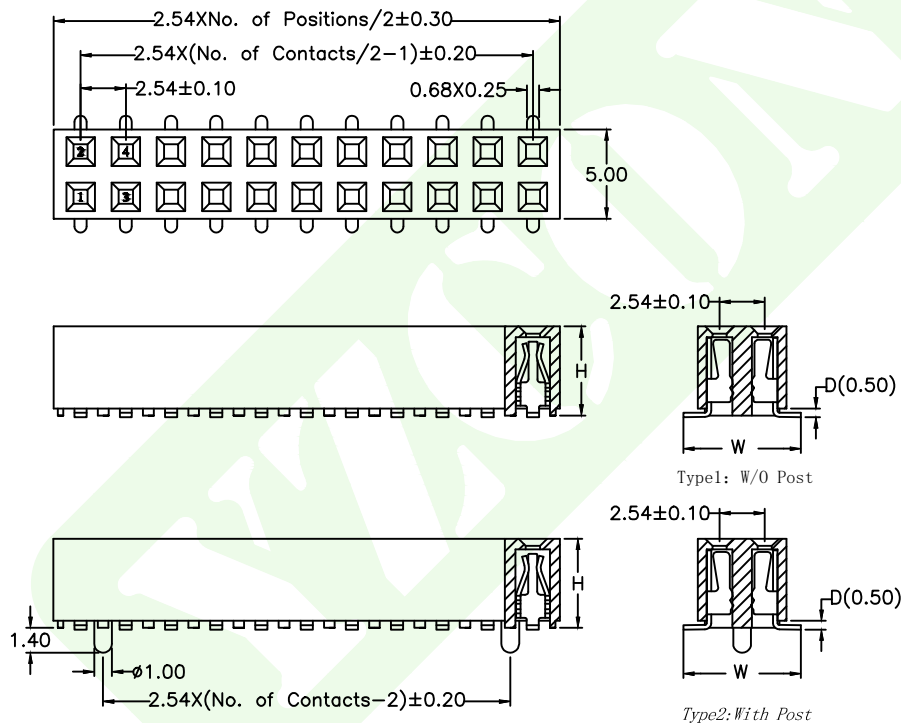 2.54XNo. of Positions/2±0.30
2.54X(No. of Contacts/2-1)±0.20
2.54±0.10
0.68X0.25
2
4
1
3
5.00
2.54±0.10
H
D(0.50)
W
Type1: W/O Post
2.54±0.10
H
D(0.50)
1.40
ø1.00
2.54X(No. of Contacts-2)±0.20
W
Type2:With Post
YZCON